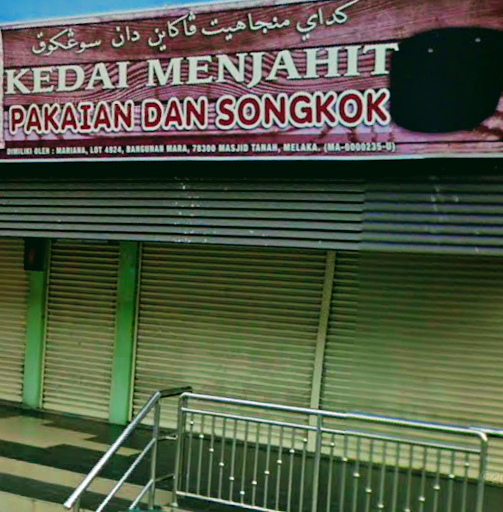 كداي منجاهيت ڤاكاين دان سوڠكوق
KEDAI MENJAHIT
PAKAIAN DAN SONGKOK
DIMILIKI OLEH : MARIANA, LOT 4924, BANGUNAN MARA, 78300 MASJID TANAH, MELAKA. (MA-0000235-U)